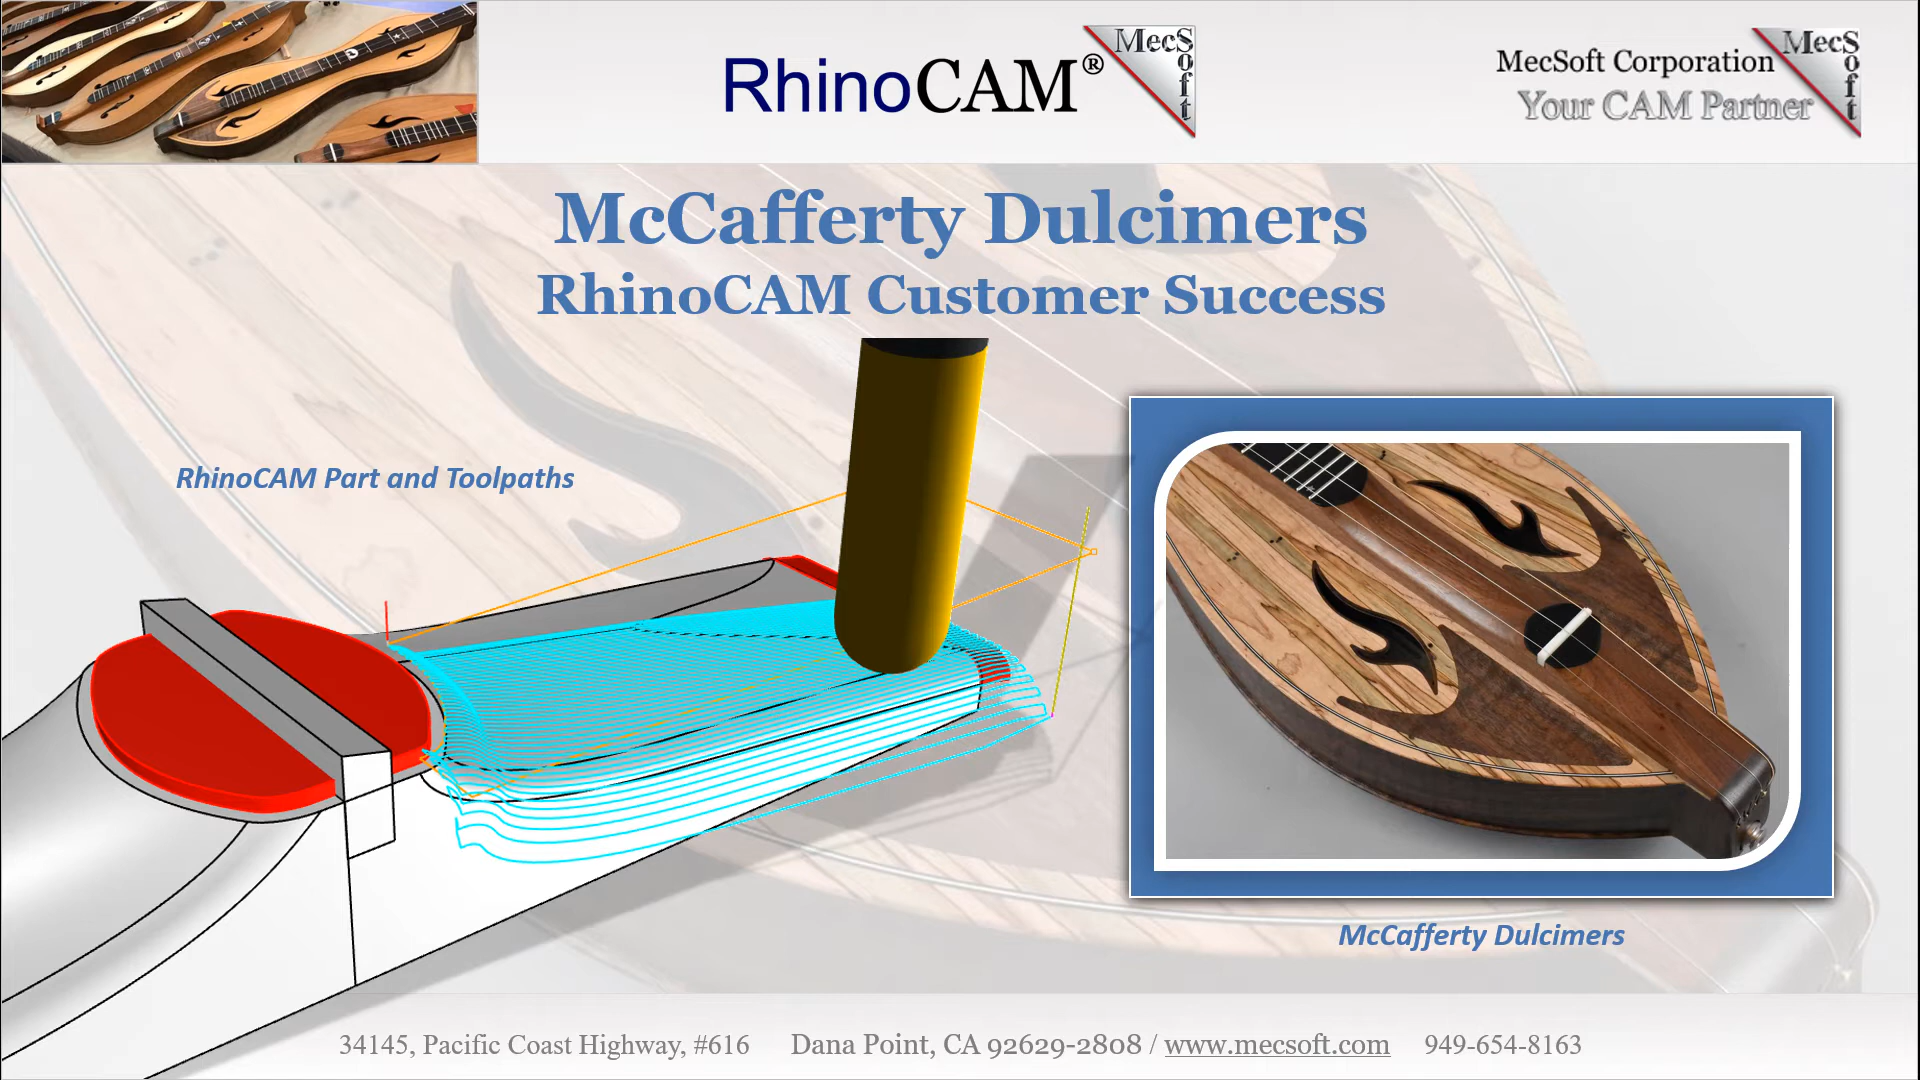 RhinoCAM®
MecSoft
MecSoft Corporation
Your CAM Partner
MecSoft
McCafferty Dulcimers
RhinoCAM Customer Success
RhinoCAM Part and Toolpaths
McCafferty Dulcimers
34145, Pacific Coast Highway, #616 Dana Point, CA 92629-2808 / www.mecsoft.com 949-654-8163